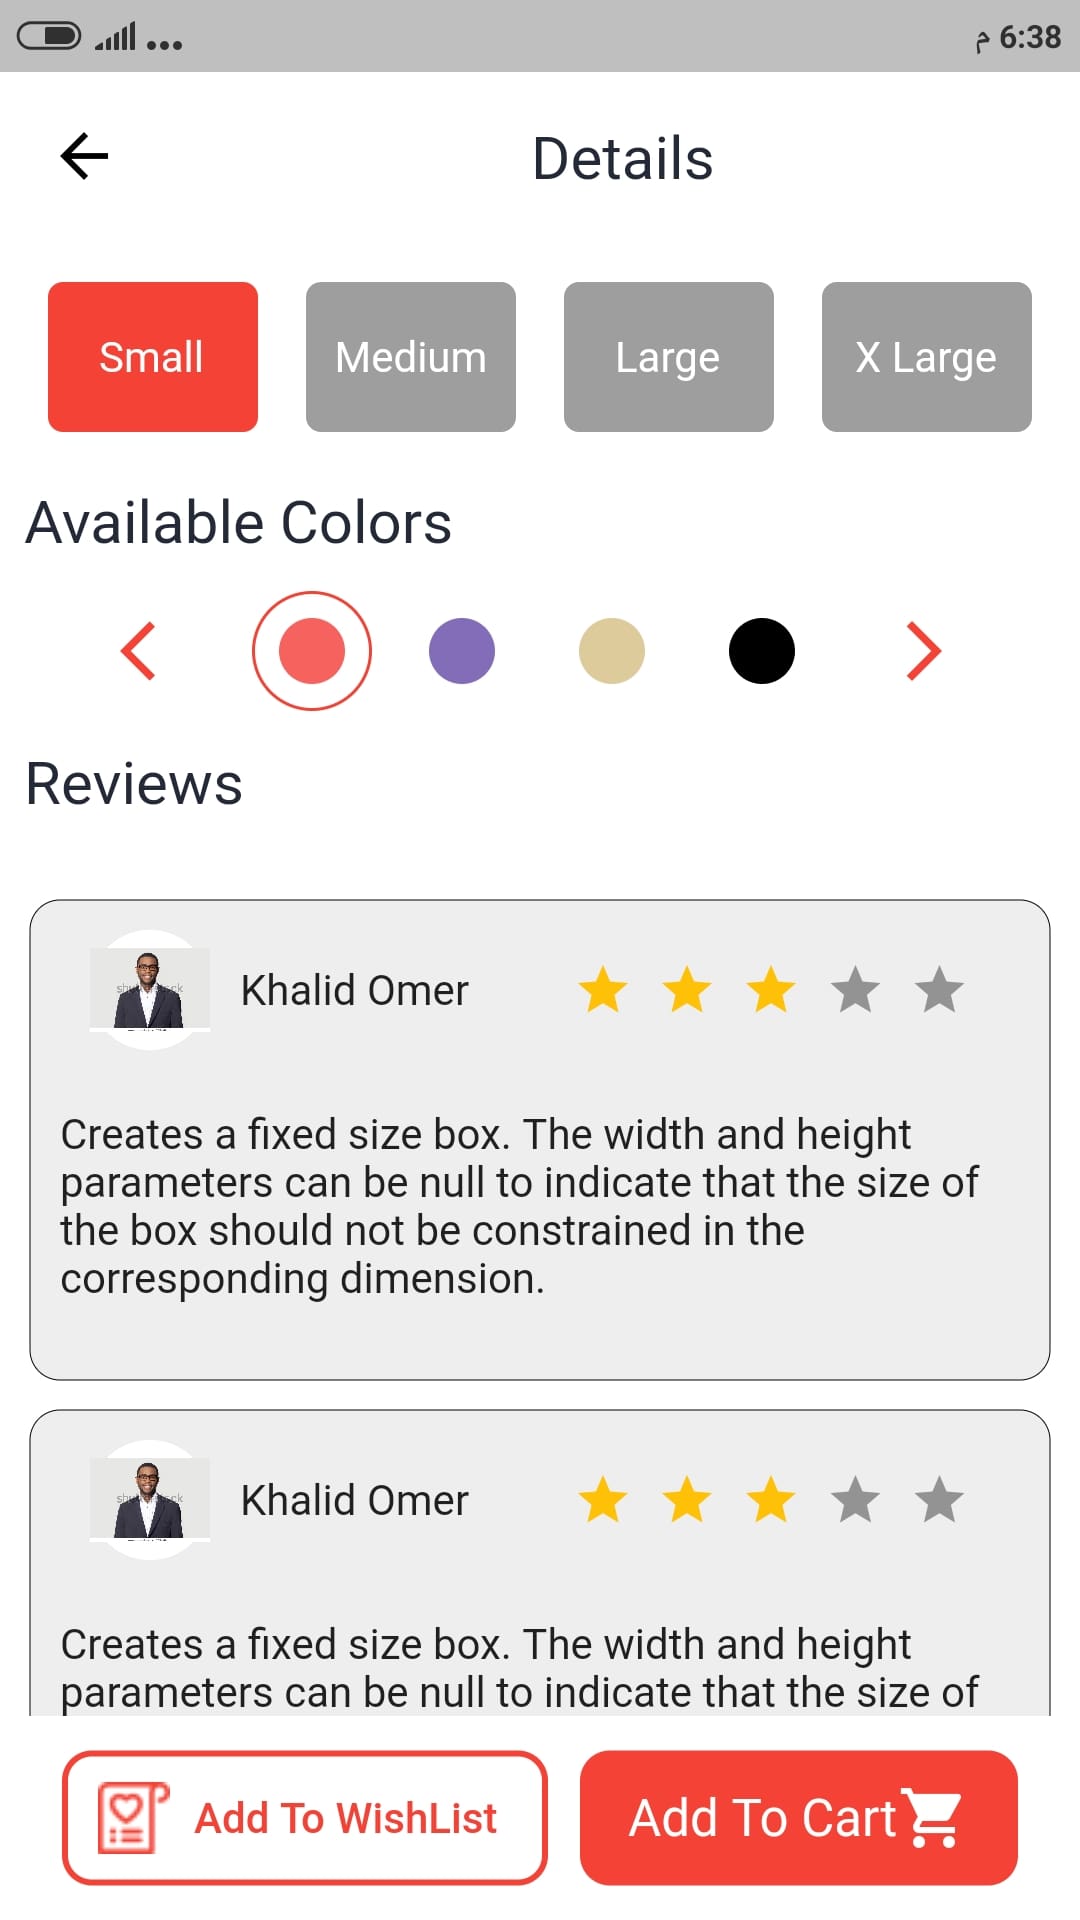 6:38 م
Details
Small
Medium
Large
X Large
Available Colors
Reviews
Khalid Omer
Creates a fixed size box. The width and height
parameters can be null to indicate that the size of
the box should not be constrained in the
corresponding dimension.
Khalid Omer
Creates a fixed size box. The width and height
parameters can be null to indicate that the size of
Add To WishList
Add To Cart